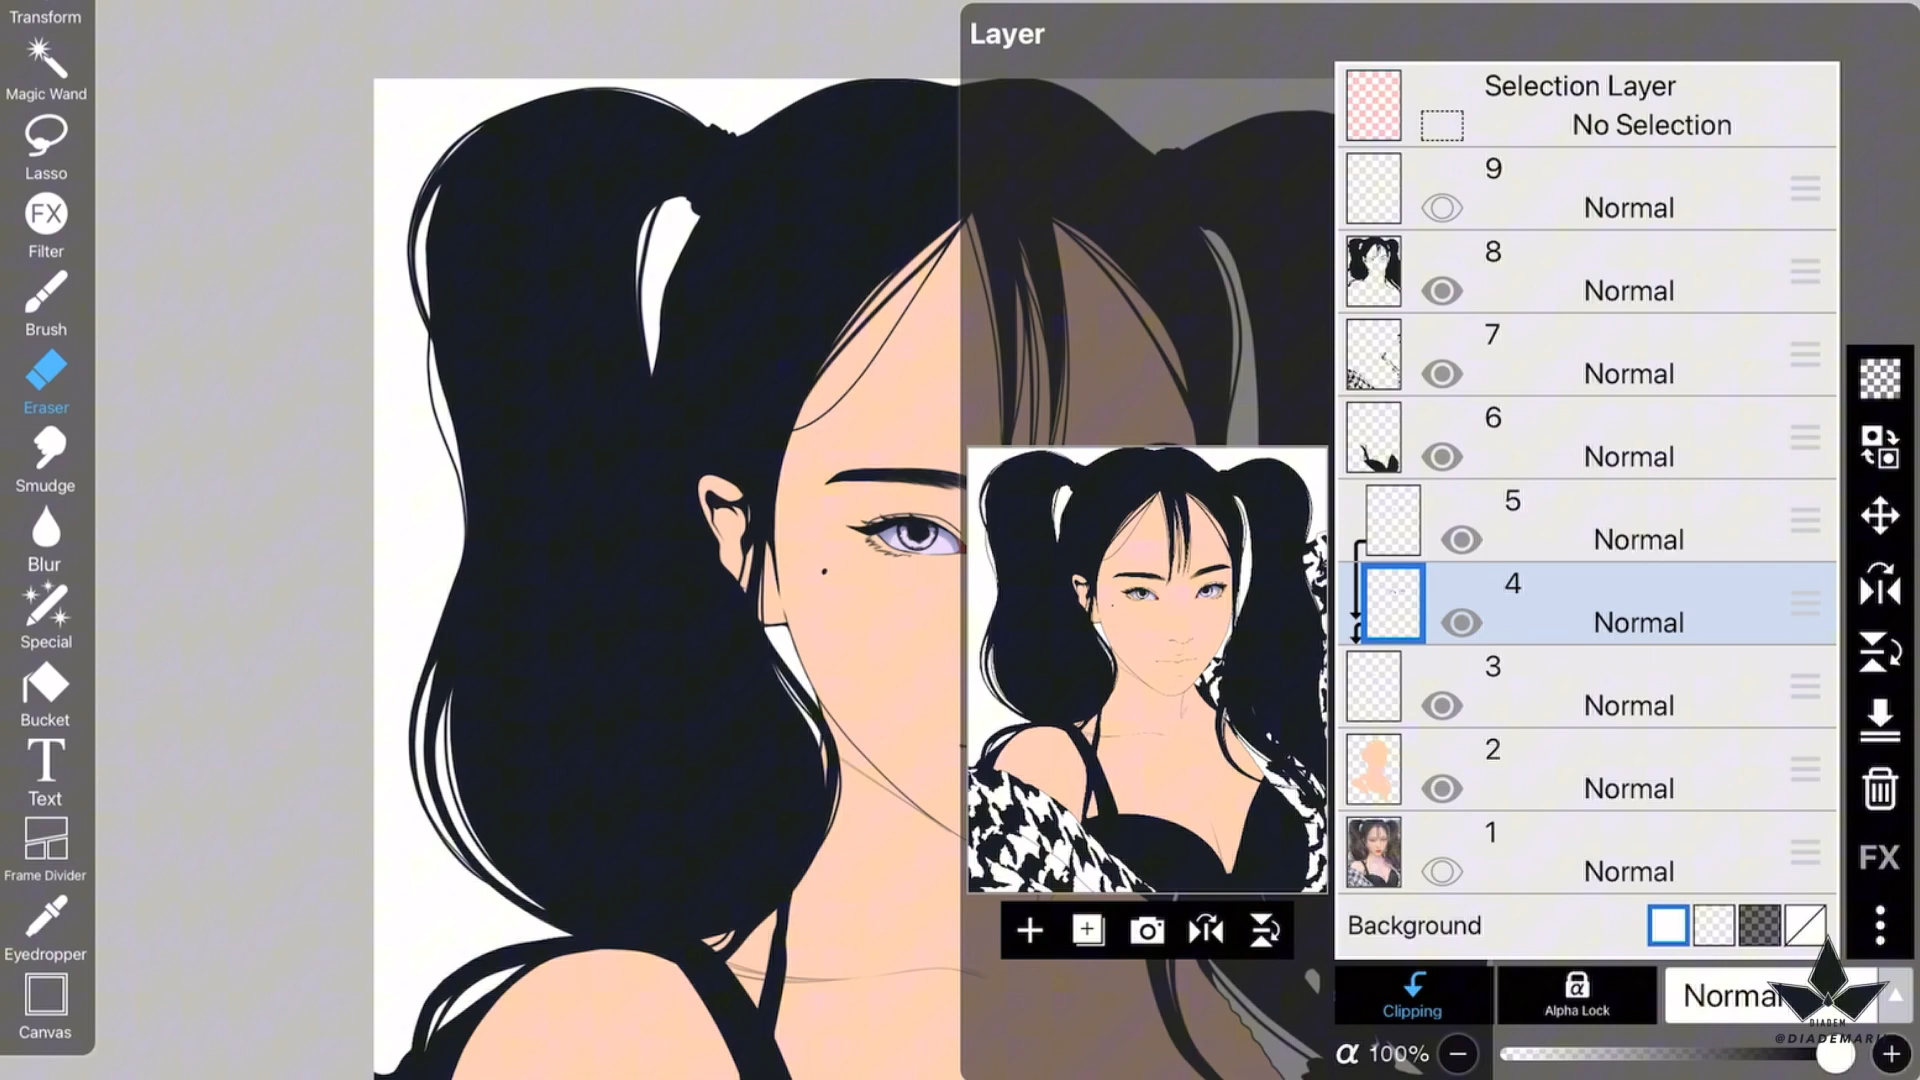 Transform
Magic Wand
Lasso
FX
Filter
Brush
Eraser
Smudge
Blur
Special
Bucket
T
Text
Frame Divider
Eyedropper
Canvas
Layer
Selection Layer
No Selection
9
Normal
8
Normal
7
Normal
6
Normal
5
Normal
4
Normal
3
Normal
2
Normal
1
Normal
Background
FX
Clipping
α
Alpha Lock
Normal
DIADEM
α 100%